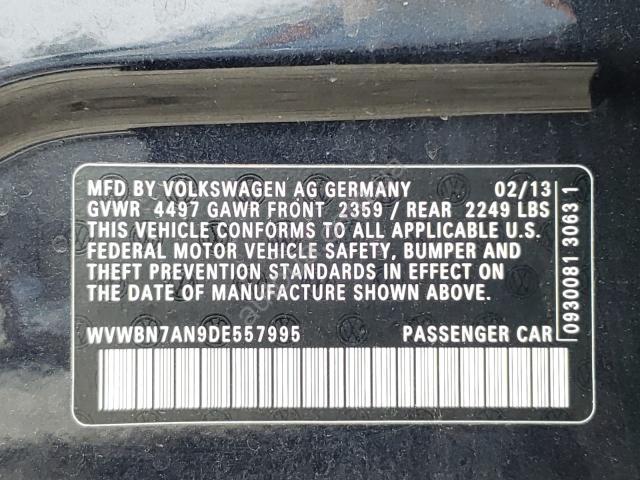 MFD BY VOLKSWAGEN AG GERMANY 02/13
GVWR 4497 GAWR FRONT 2359 / REAR 2249 LBS
THIS VEHICLE CONFORMS TO ALL APPLICABLE U.S.
FEDERAL MOTOR VEHICLE SAFETY, BUMPER AND
THEFT PREVENTION STANDARDS IN EFFECT ON
THE DATE OF MANUFACTURE SHOWN ABOVE.
WVWBN7AN9DE557995 PASSENGER CAR
0930081 3063 1